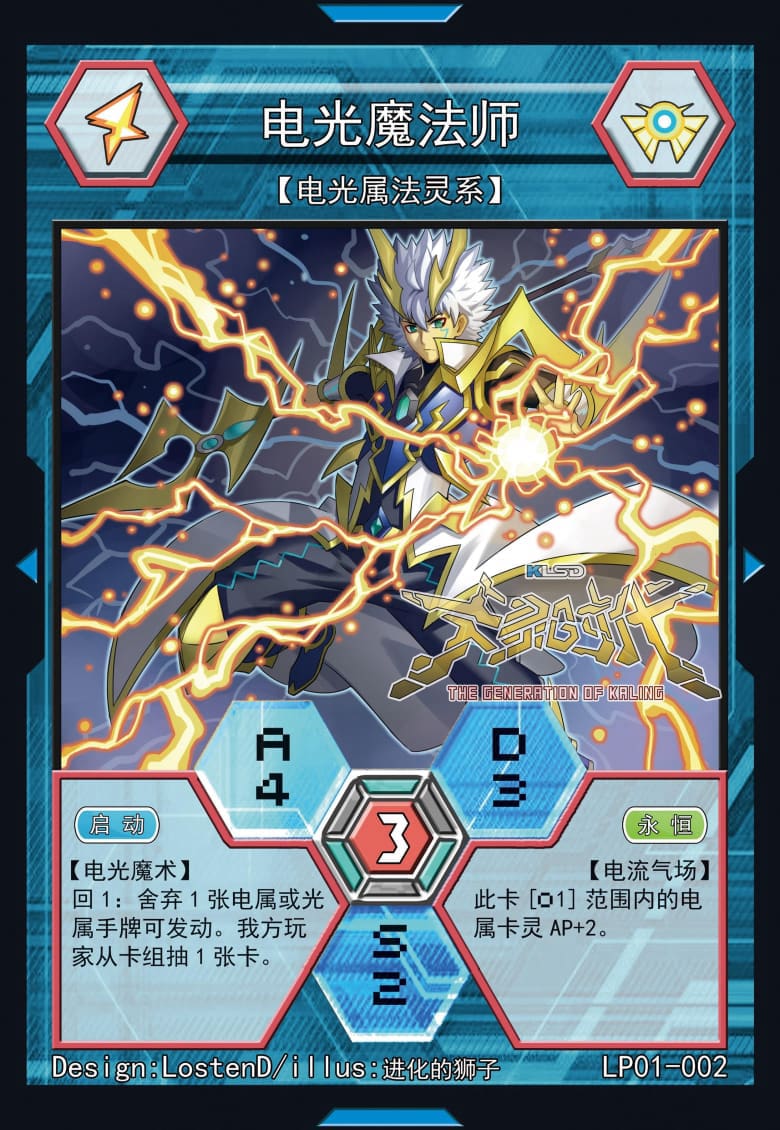 电光魔法师
【电光属法灵系】
KLSD
卡灵时代
THE GENERATION OF KALING
A
4
D
3
3
S
2
启动
【电光魔术】
回1：舍弃1张电属或光
属手牌可发动。我方玩
家从卡组抽1张卡。
永恒
【电流气场】
此卡[O1]范围内的电
属卡灵AP+2。
Design:LostenD/illus:进化的狮子
LP01-002